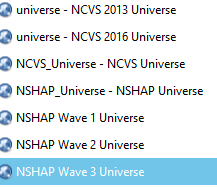 universe - NCVS 2013 Universe
universe - NCVS 2016 Universe
NCVS_Universe - NCVS Universe
NSHAP_Universe - NSHAP Universe
NSHAP Wave 1 Universe
NSHAP Wave 2 Universe
NSHAP Wave 3 Universe